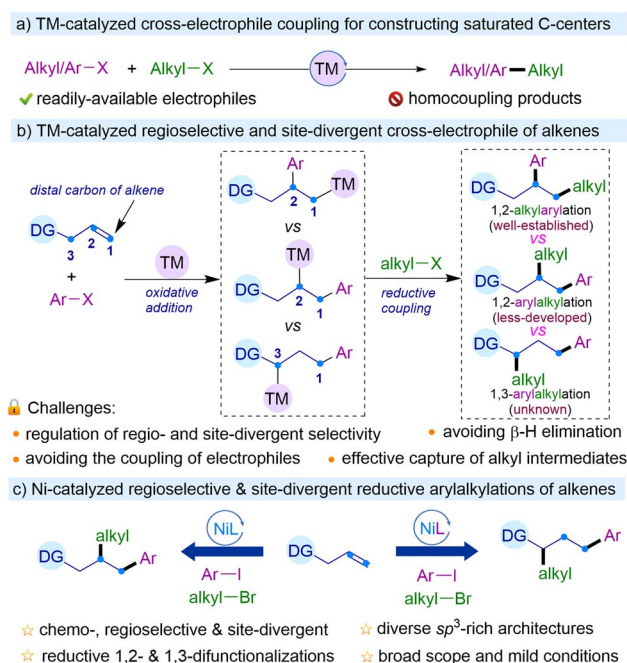 a) TM-catalyzed cross-electrophile coupling for constructing saturated C-centers
Alkyl/Ar—X + Alkyl—X TM Alkyl/Ar—Alkyl
readily-available electrophiles homocoupling products
b) TM-catalyzed regioselective and site-divergent cross-electrophile of alkenes
distal carbon of alkene
DG 3 2 1
+
Ar—X
TM
oxidative
addition
Ar
DG 2 1 TM
vs
TM
DG 2 1 Ar
vs
DG 3 1 Ar
TM
alkyl—X
reductive
coupling
Ar
DG alkyl
1,2-alkylarylation
(well-established)
vs
alkyl
DG Ar
1,2-arylalkylation
(less-developed)
vs
DG Ar
alkyl
1,3-arylalkylation
(unknown)
Challenges:
• regulation of regio- and site-divergent selectivity
• avoiding β-H elimination
• avoiding the coupling of electrophiles
• effective capture of alkyl intermediates
c) Ni-catalyzed regioselective & site-divergent reductive arylalkylations of alkenes
alkyl
DG Ar
NiL
Ar—I
alkyl—Br
DG
NiL
Ar—I
alkyl—Br
DG Ar
alkyl
☆ chemo-, regioselective & site-divergent
☆ diverse sp³-rich architectures
☆ reductive 1,2- & 1,3-difunctionalizations
☆ broad scope and mild conditions